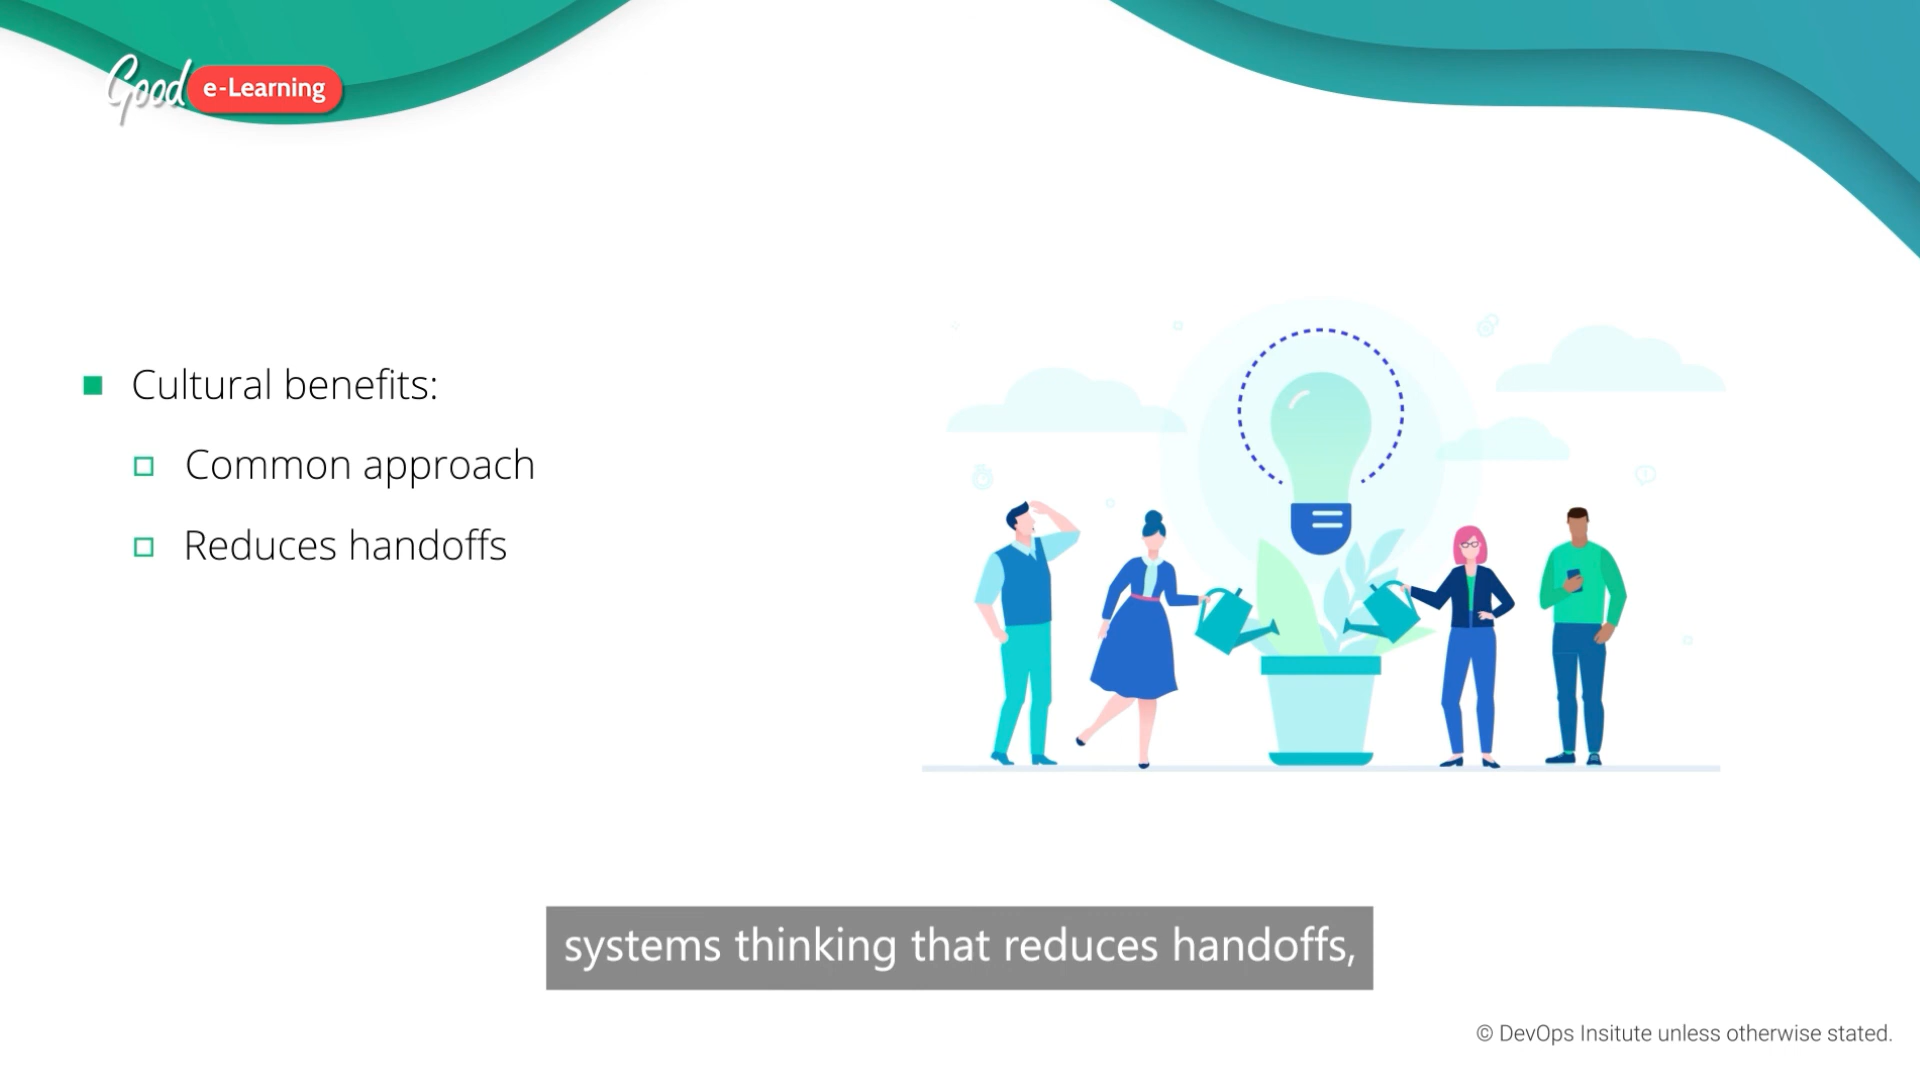 Good e-Learning
Cultural benefits:
Common approach
Reduces handoffs
systems thinking that reduces handoffs,
© DevOps Insitute unless otherwise stated.